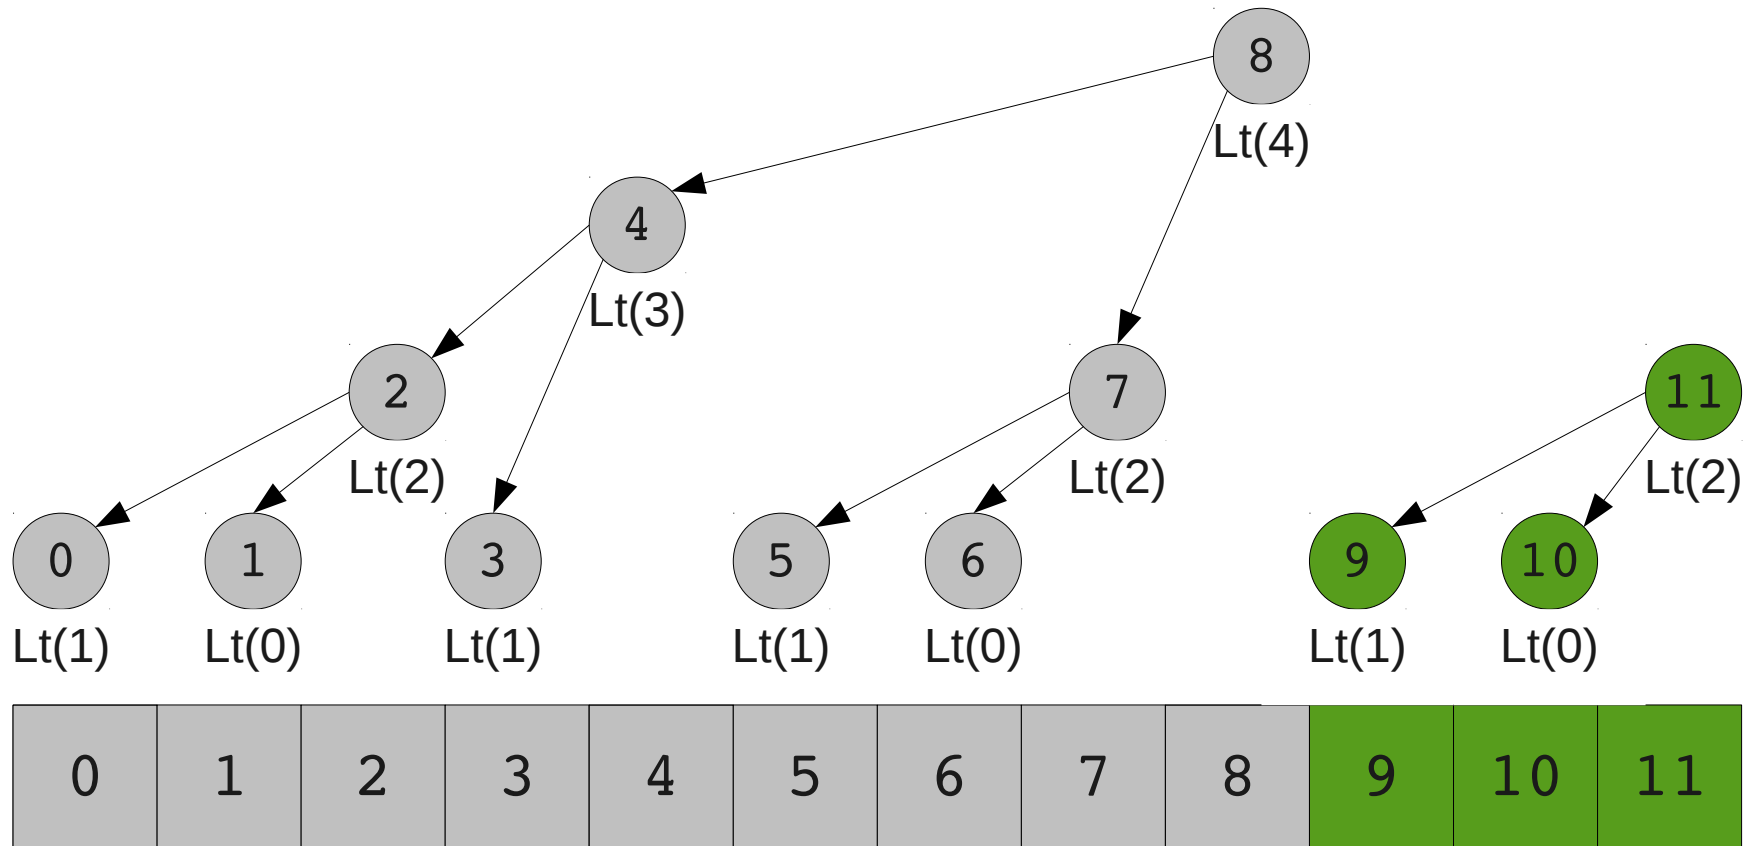 8
Lt(4)
4
Lt(3)
2 7 11
Lt(2) Lt(2) Lt(2)
0 1 3 5 6 9 10
Lt(1) Lt(0) Lt(1) Lt(1) Lt(0) Lt(1) Lt(0)
0 1 2 3 4 5 6 7 8 9 10 11